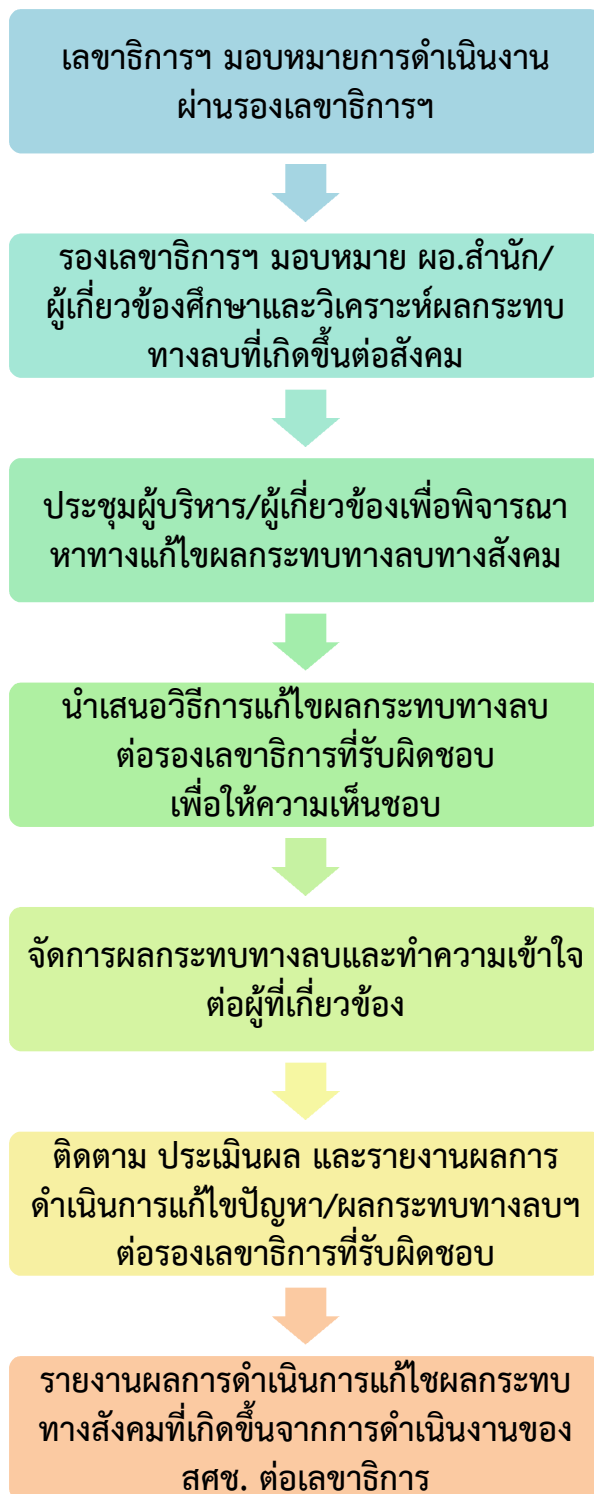 เลขาธิการฯ มอบหมายการดำเนินงาน
ผ่านรองเลขาธิการฯ
รองเลขาธิการฯ มอบหมาย ผอ.สำนัก/
ผู้เกี่ยวข้องศึกษาและวิเคราะห์ผลกระทบ
ทางลบที่เกิดขึ้นต่อสังคม
ประชุมผู้บริหาร/ผู้เกี่ยวข้องเพื่อพิจารณา
หาทางแก้ไขผลกระทบทางลบทางสังคม
นำเสนอวิธีการแก้ไขผลกระทบทางลบ
ต่อรองเลขาธิการที่รับผิดชอบ
เพื่อให้ความเห็นชอบ
จัดการผลกระทบทางลบและทำความเข้าใจ
ต่อผู้ที่เกี่ยวข้อง
ติดตาม ประเมินผล และรายงานผลการ
ดำเนินการแก้ไขปัญหา/ผลกระทบทางลบฯ
ต่อรองเลขาธิการที่รับผิดชอบ
รายงานผลการดำเนินการแก้ไชผลกระทบ
ทางสังคมที่เกิดขึ้นจากการดำเนินงานของ
สศช. ต่อเลขาธิการ